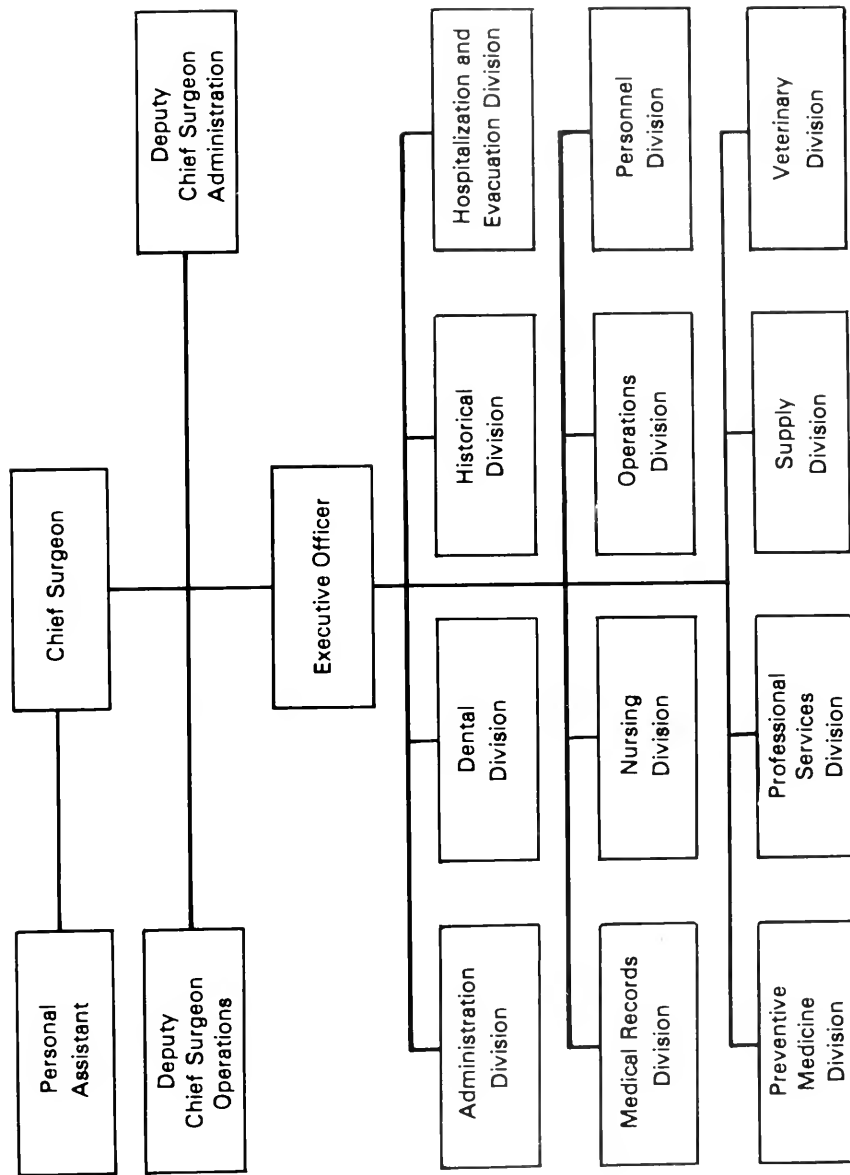 Personal
Assistant
Chief Surgeon
Deputy
Chief Surgeon
Operations
Deputy
Chief Surgeon
Administration
Executive Officer
Administration
Division
Dental
Division
Historical
Division
Hospitalization and
Evacuation Division
Medical Records
Division
Nursing
Division
Operations
Division
Personnel
Division
Preventive
Medicine
Division
Professional
Services
Division
Supply
Division
Veterinary
Division